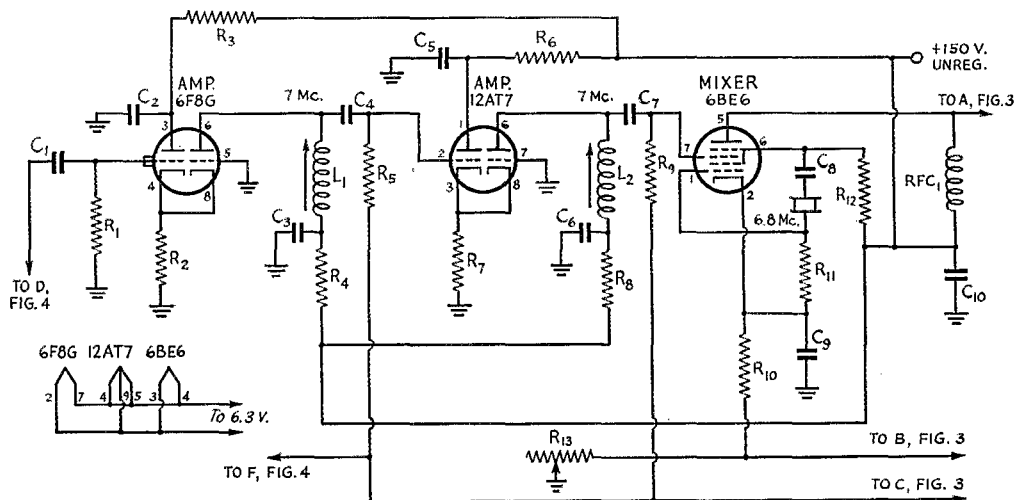 R3
C5
R6
+150 V.
UNREG.
AMP.
6F8G
AMP.
12AT7
MIXER
6BE6
TO A, FIG. 3
C2
7 Mc.
C4
7 Mc.
C7
3
6
1
6
5
6
C1
5
2
7
7
1
C8
4
8
L1
R5
3
8
L2
R9
2
R12
RFC1
6.8 Mc.
R1
R2
C3
R4
R7
C6
R8
R11
C10
TO D,
FIG. 4
C9
R10
6F8G 12AT7 6BE6
2 7 4 9 5 3 4
To 6.3 V.
R13
TO B, FIG. 3
TO F, FIG. 4
TO C, FIG. 3